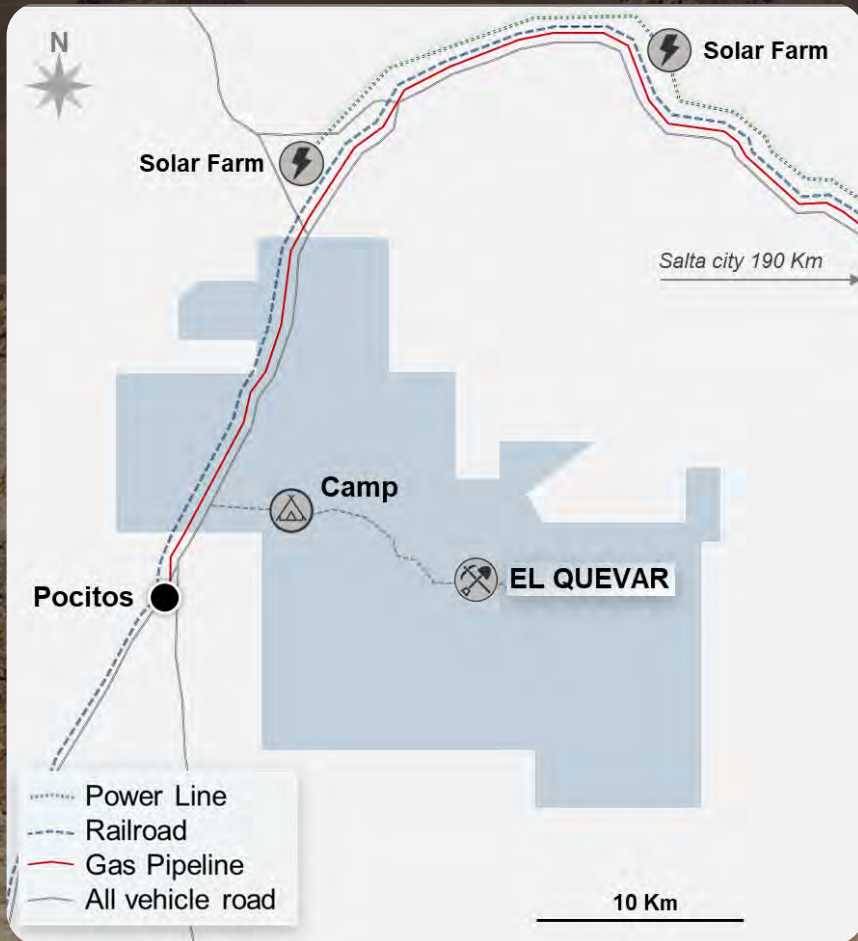 N
Solar Farm
Solar Farm
Salta city 190 Km
Camp
EL QUEVAR
Pocitos
Power Line
Railroad
Gas Pipeline
All vehicle road
10 Km